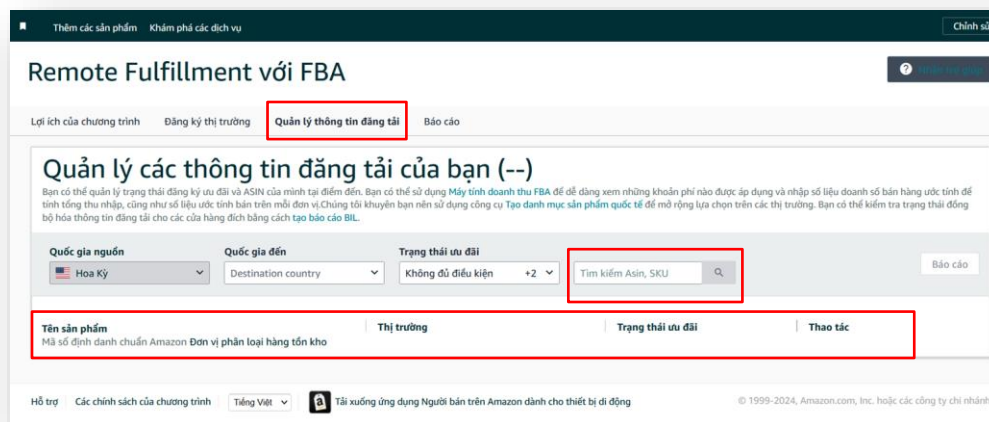 Thêm các sản phẩm Khám phá các dịch vụ Chỉnh sử
Remote Fulfillment với FBA
Lợi ích của chương trình Đăng ký thị trường Quản lý thông tin đăng tải Báo cáo
Quản lý các thông tin đăng tải của bạn (--)
Bạn có thể quản lý trạng thái đăng ký ưu đãi và ASIN của mình tại điểm đến. Bạn có thể sử dụng Máy tính doanh thu FBA để dễ dàng xem những khoản phí nào được áp dụng và nhập số liệu doanh số bán hàng ước tính để
tính tổng thu nhập, cũng như số liệu ước tính bán trên mỗi đơn vị.Chúng tôi khuyên bạn nên sử dụng công cụ Tạo danh mục sản phẩm quốc tế để mở rộng lựa chọn trên các thị trường. Bạn có thể kiểm tra trạng thái đồng
bộ hóa thông tin đăng tải cho các cửa hàng đích bằng cách tạo báo cáo BIL.
Quốc gia nguồn Quốc gia đến Trạng thái ưu đãi
Hoa Kỳ Destination country Không đủ điều kiện +2 Tìm kiếm Asin, SKU Báo cáo
Tên sản phẩm Thị trường Trạng thái ưu đãi Thao tác
Mã số định danh chuẩn Amazon Đơn vị phân loại hàng tồn kho
Hỗ trợ Các chính sách của chương trình Tiếng Việt Tải xuống ứng dụng Người bán trên Amazon dành cho thiết bị di động © 1999-2024, Amazon.com, Inc. hoặc các công ty chi nhánh